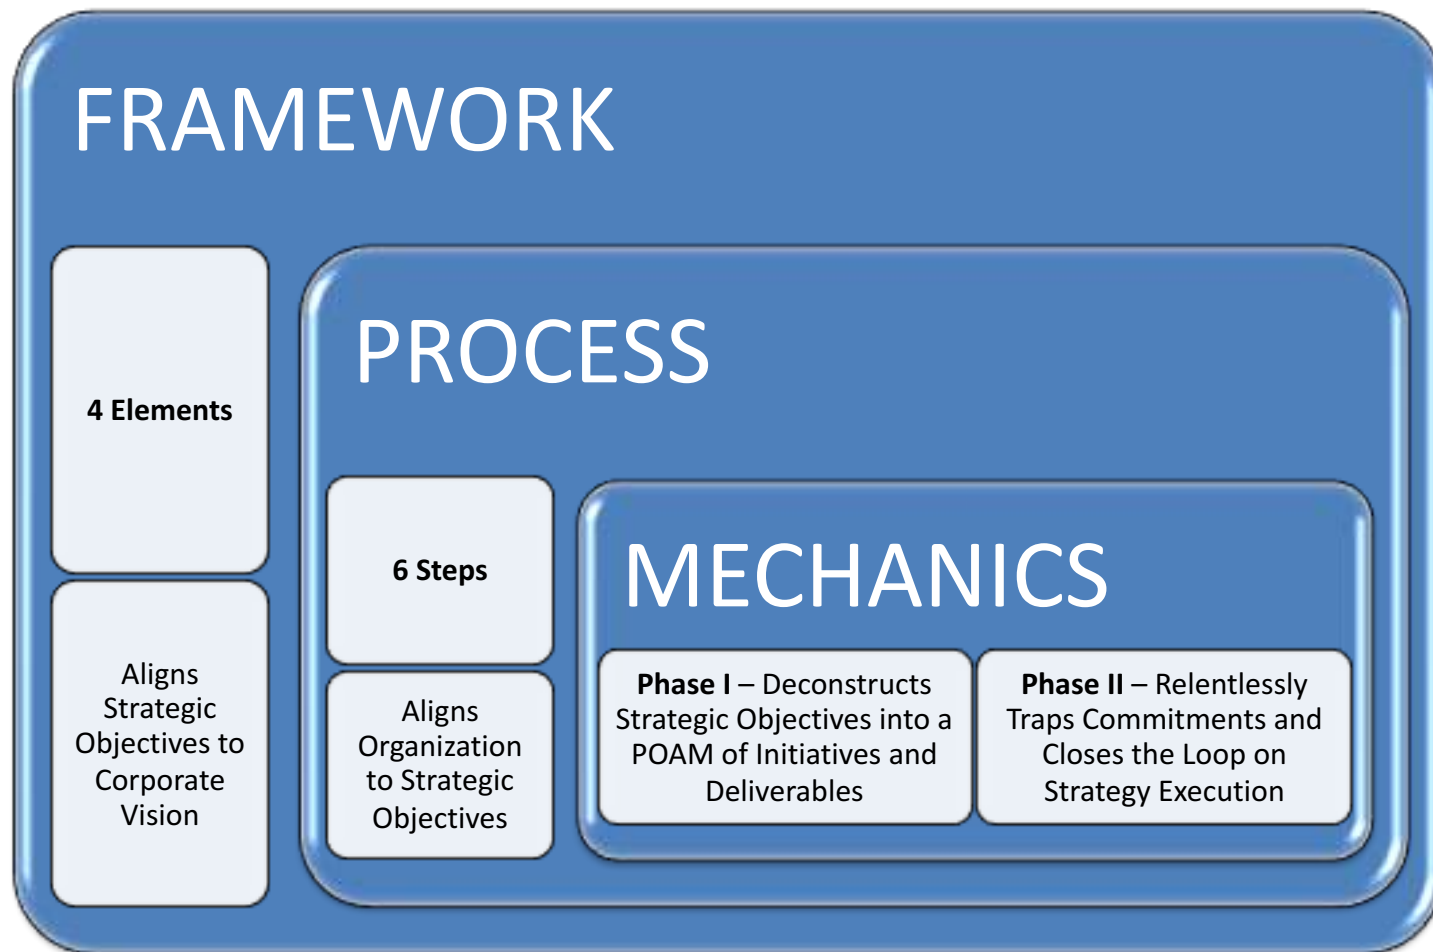 FRAMEWORK
4 Elements
Aligns
Strategic
Objectives to
Corporate
Vision
PROCESS
6 Steps
Aligns
Organization
to Strategic
Objectives
MECHANICS
Phase I – Deconstructs
Strategic Objectives into a
POAM of Initiatives and
Deliverables
Phase II – Relentlessly
Traps Commitments and
Closes the Loop on
Strategy Execution